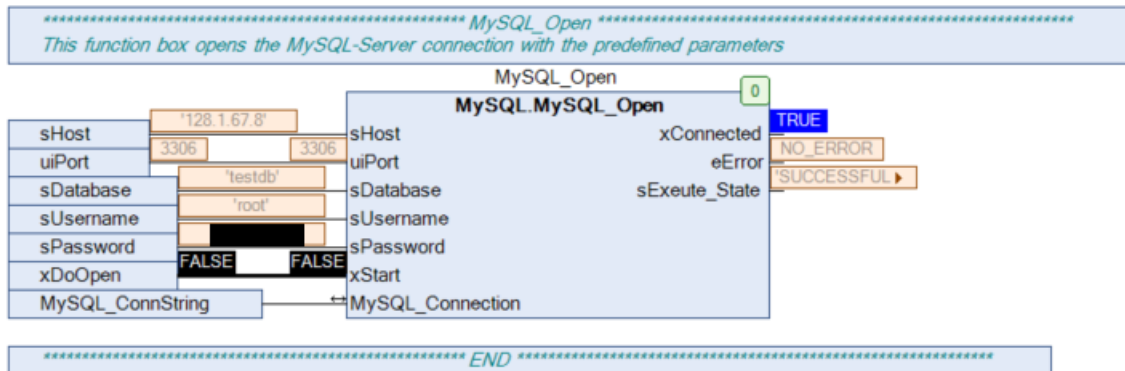 ****************************************************** MySQL_Open **************************************************************
This function box opens the MySQL-Server connection with the predefined parameters
MySQL_Open
0
MySQL.MySQL_Open
sHost '128.1.67.8' sHost xConnected TRUE
uiPort 3306 3306 uiPort eError NO_ERROR
sDatabase 'testdb' sDatabase sExeute_State 'SUCCESSFUL
sUsername 'root' sUsername
sPassword sPassword
xDoOpen FALSE FALSE xStart
MySQL_ConnString MySQL_Connection
****************************************************** END **************************************************************